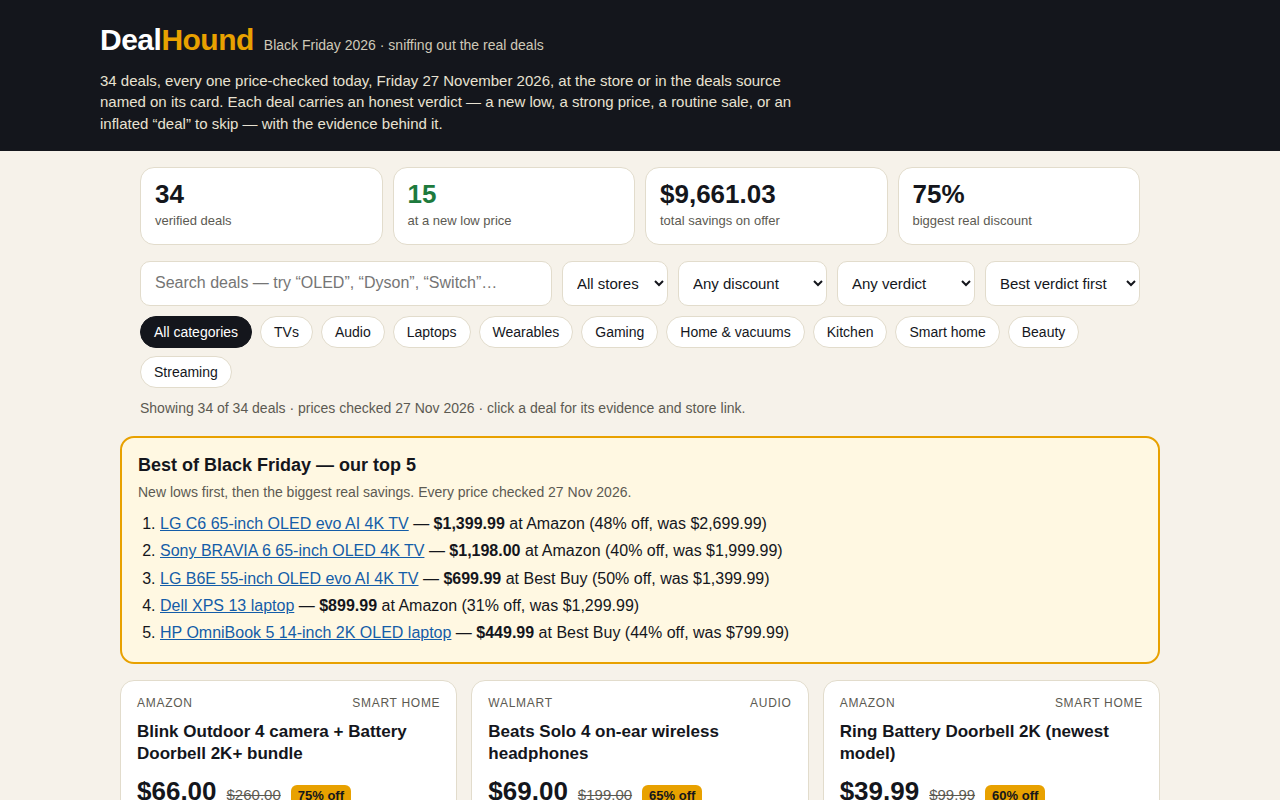 DealHound Black Friday 2026 · sniffing out the real deals
34 deals, every one price-checked today, Friday 27 November 2026, at the store or in the deals source
named on its card. Each deal carries an honest verdict — a new low, a strong price, a routine sale, or an
inflated “deal” to skip — with the evidence behind it.
34
verified deals
15
at a new low price
$9,661.03
total savings on offer
75%
biggest real discount
Search deals — try “OLED”, “Dyson”, “Switch”…
All stores
Any discount
Any verdict
Best verdict first
All categories
TVs
Audio
Laptops
Wearables
Gaming
Home & vacuums
Kitchen
Smart home
Beauty
Streaming
Showing 34 of 34 deals · prices checked 27 Nov 2026 · click a deal for its evidence and store link.
Best of Black Friday — our top 5
New lows first, then the biggest real savings. Every price checked 27 Nov 2026.
1. LG C6 65-inch OLED evo AI 4K TV — $1,399.99 at Amazon (48% off, was $2,699.99)
2. Sony BRAVIA 6 65-inch OLED 4K TV — $1,198.00 at Amazon (40% off, was $1,999.99)
3. LG B6E 55-inch OLED evo AI 4K TV — $699.99 at Best Buy (50% off, was $1,399.99)
4. Dell XPS 13 laptop — $899.99 at Amazon (31% off, was $1,299.99)
5. HP OmniBook 5 14-inch 2K OLED laptop — $449.99 at Best Buy (44% off, was $799.99)
AMAZON SMART HOME
Blink Outdoor 4 camera + Battery
Doorbell 2K+ bundle
$66.00 $260.00 75% off
WALMART AUDIO
Beats Solo 4 on-ear wireless
headphones
$69.00 $199.00 65% off
AMAZON SMART HOME
Ring Battery Doorbell 2K (newest
model)
$39.99 $99.99 60% off